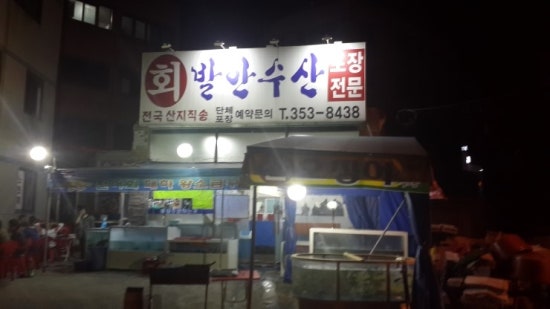 회 발안수산 포장
전문
전국 산지직송 단체 포장 예약문의 T.353-8438